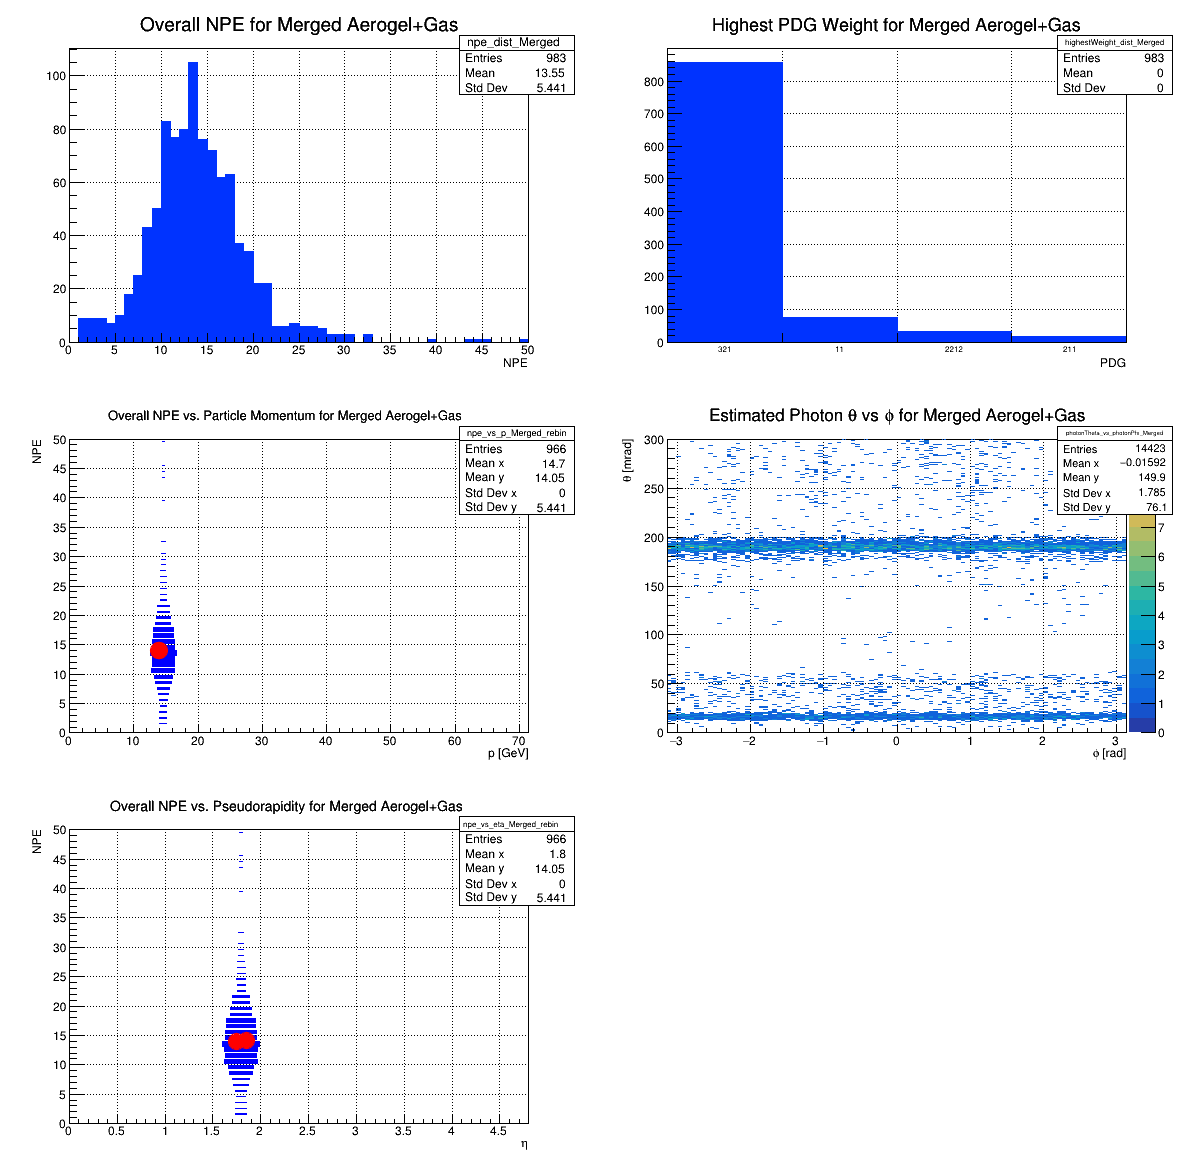 Overall NPE for Merged Aerogel+Gas
npe_dist_Merged
Entries 983
Mean 13.55
Std Dev 5.441
100
80
60
40
20
0
0 5 10 15 20 25 30 35 40 45 50
NPE
Highest PDG Weight for Merged Aerogel+Gas
highestWeight_dist_Merged
Entries 983
Mean 0
Std Dev 0
800
700
600
500
400
300
200
100
0
321 11 2212 211
PDG
Overall NPE vs. Particle Momentum for Merged Aerogel+Gas
NPE
npe_vs_p_Merged_rebin
Entries 966
Mean x 14.7
Mean y 14.05
Std Dev x 0
Std Dev y 5.441
50
45
40
35
30
25
20
15
10
5
0
0 10 20 30 40 50 60 70
p [GeV]
Estimated Photon θ vs ϕ for Merged Aerogel+Gas
θ [mrad]
photonTheta_vs_photonPhi_Merged
Entries 14423
Mean x −0.01592
Mean y 149.9
Std Dev x 1.785
Std Dev y 76.1
300
250
200
150
100
50
0
−3 −2 −1 0 1 2 3
ϕ [rad]
7
6
5
4
3
2
1
0
Overall NPE vs. Pseudorapidity for Merged Aerogel+Gas
NPE
npe_vs_eta_Merged_rebin
Entries 966
Mean x 1.8
Mean y 14.05
Std Dev x 0
Std Dev y 5.441
50
45
40
35
30
25
20
15
10
5
0
0 0.5 1 1.5 2 2.5 3 3.5 4 4.5
η